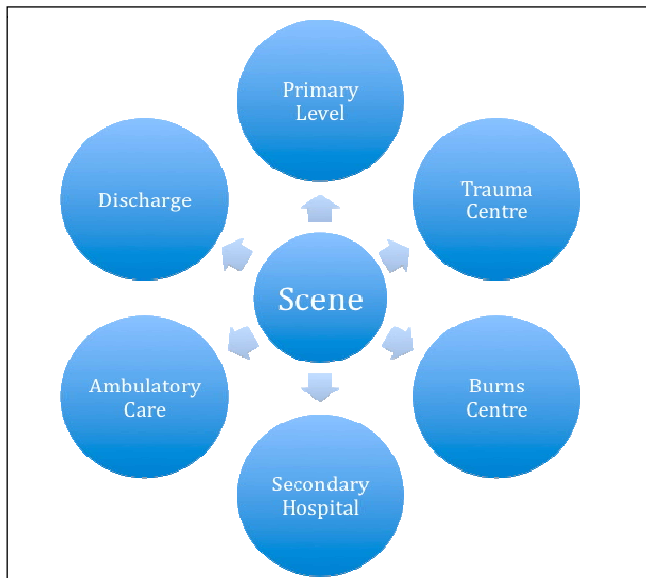 Primary
Level
Discharge
Trauma
Centre
Scene
Ambulatory
Care
Burns
Centre
Secondary
Hospital